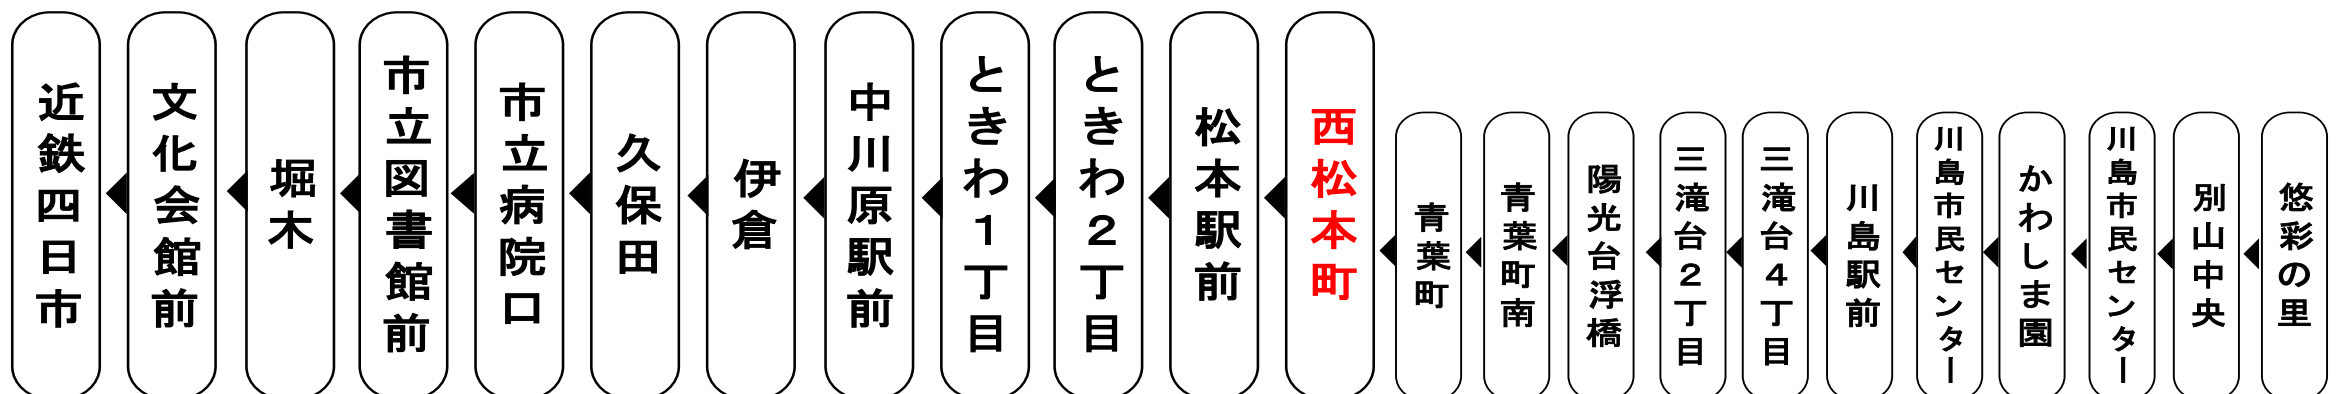 近鉄四日市
文化会館前
堀木
市立図書館前
市立病院口
久保田
伊倉
中川原駅前
ときわ１丁目
ときわ２丁目
松本駅前
西松本町
青葉町
青葉町南
陽光台浮橋
三滝台２丁目
三滝台４丁目
川島駅前
川島市民センター
かわしま園
川島市民センター
別山中央
悠彩の里